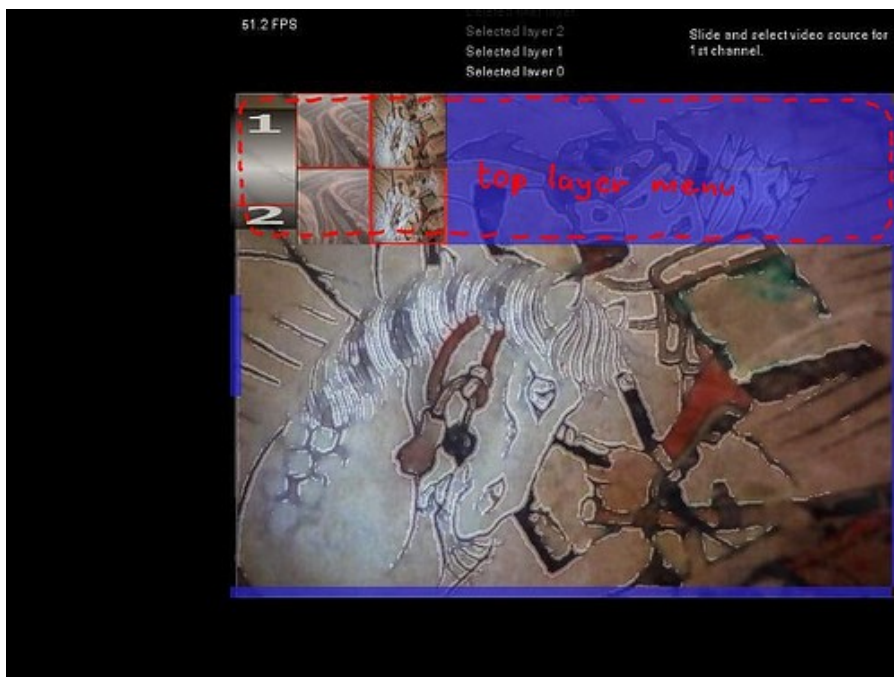 51.2 FPS
Selected layer 2
Selected layer 1
Selected layer 0
Slide and select video source for
1st channel.
1
top layer menu
2